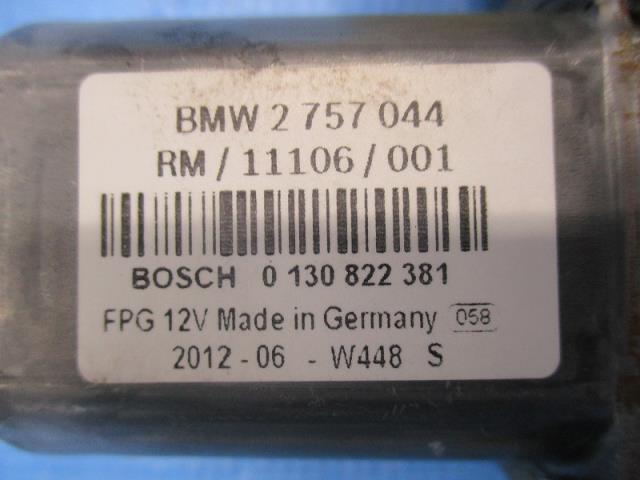 BMW 2 757 044
RM / 11106 / 001
BOSCH 0 130 822 381
FPG 12V Made in Germany 058
2012 - 06 - W448 S